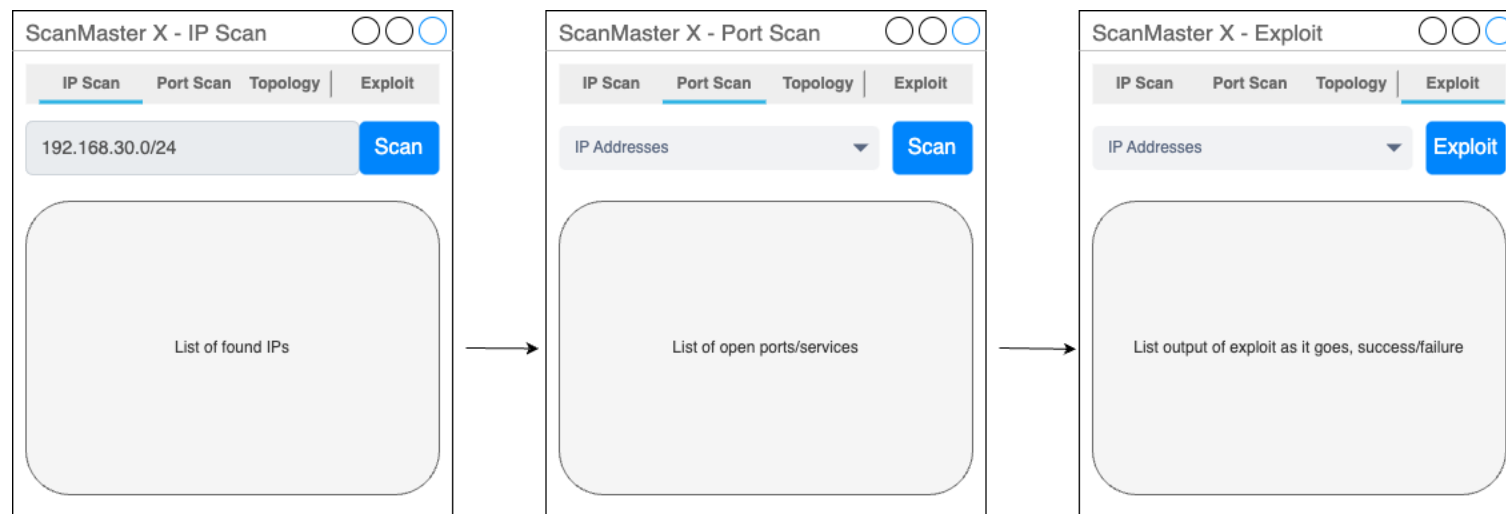 ScanMaster X - IP Scan
IP Scan Port Scan Topology Exploit
192.168.30.0/24 Scan
List of found IPs
ScanMaster X - Port Scan
IP Scan Port Scan Topology Exploit
IP Addresses Scan
List of open ports/services
ScanMaster X - Exploit
IP Scan Port Scan Topology Exploit
IP Addresses Exploit
List output of exploit as it goes, success/failure